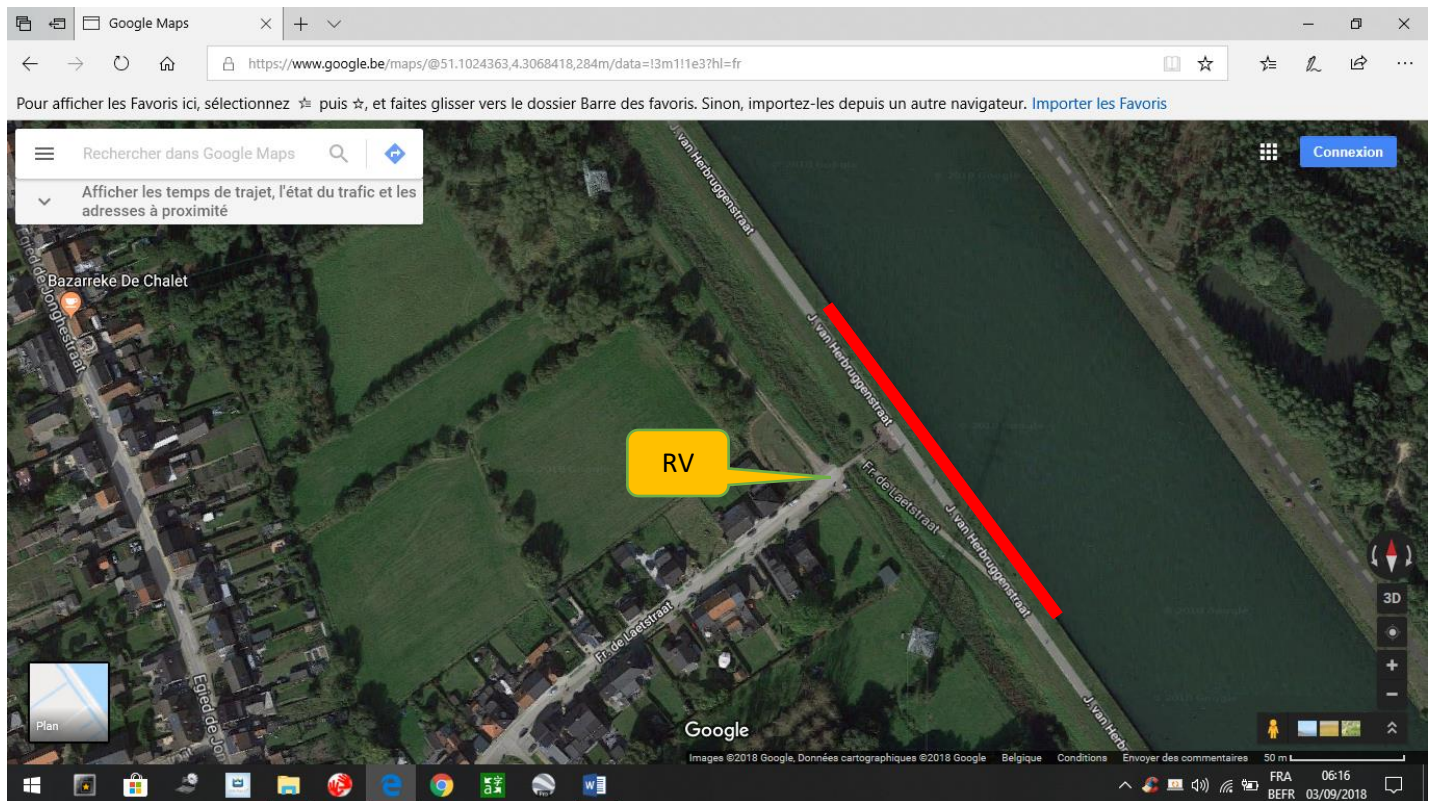 Google Maps
https://www.google.be/maps/@51.1024363,4.3068418,284m/data=!3m1!1e3?hl=fr
Pour afficher les Favoris ici, sélectionnez puis ☆, et faites glisser vers le dossier Barre des favoris. Sinon, importez-les depuis un autre navigateur. Importer les Favoris
Rechercher dans Google Maps
Connexion
Afficher les temps de trajet, l'état du trafic et les
adresses à proximité
J. van Herbruggenstraat
Egied de Jonghestraat
Bazarreke De Chalet
J. van Herbruggenstraat
RV
Fr. de Laetstraat
J. van Herbruggenstraat
3D
Fr. de Laetstraat
Egied de Jon
J. van Herb
Plan
Google
Images ©2018 Google, Données cartographiques ©2018 Google Belgique Conditions Envoyer des commentaires 50 m
FRA 06:16
BEFR 03/09/2018